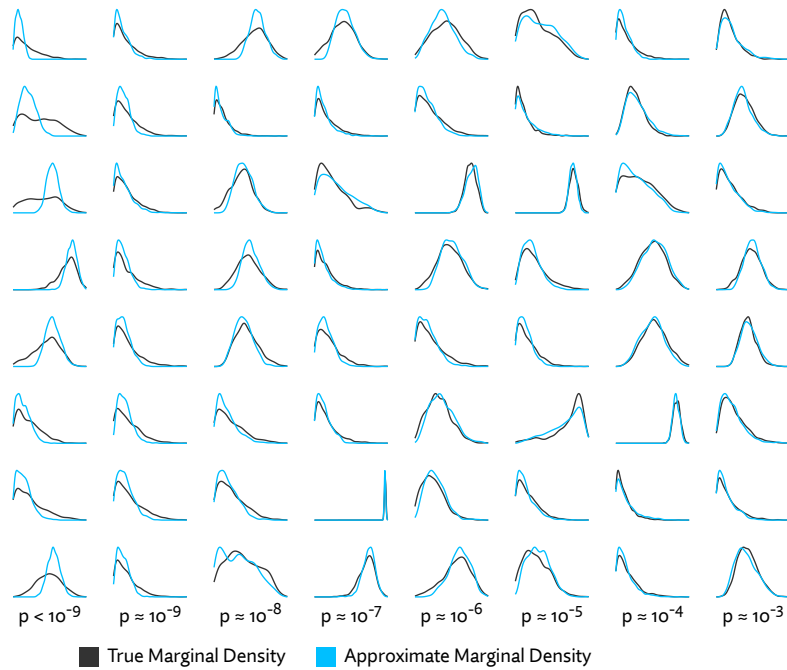 p < 10⁻⁹ p ≈ 10⁻⁹ p ≈ 10⁻⁸ p ≈ 10⁻⁷ p ≈ 10⁻⁶ p ≈ 10⁻⁵ p ≈ 10⁻⁴ p ≈ 10⁻³
True Marginal Density Approximate Marginal Density